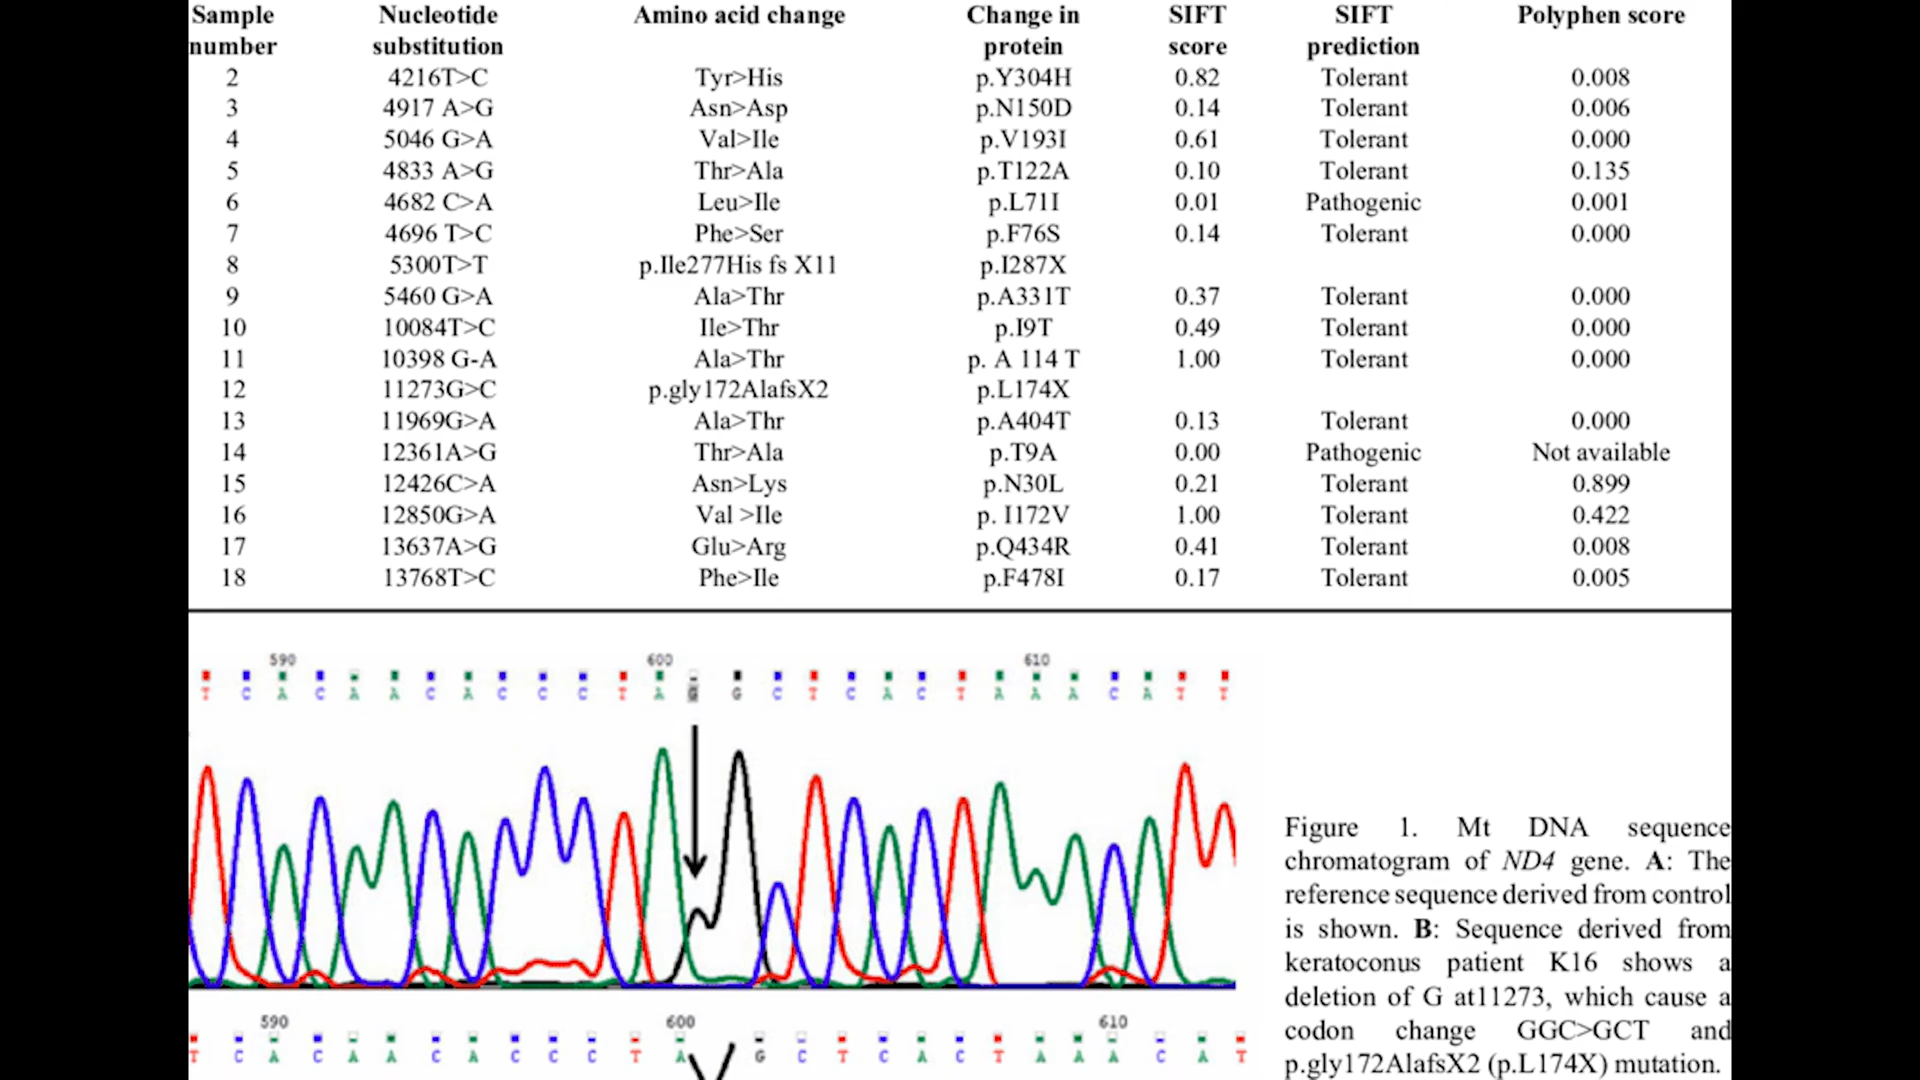 Sample Nucleotide Amino acid change Change in SIFT SIFT Polyphen score
number substitution protein score prediction
2 4216T>C Tyr>His p.Y304H 0.82 Tolerant 0.008
3 4917 A>G Asn>Asp p.N150D 0.14 Tolerant 0.006
4 5046 G>A Val>Ile p.V193I 0.61 Tolerant 0.000
5 4833 A>G Thr>Ala p.T122A 0.10 Tolerant 0.135
6 4682 C>A Leu>Ile p.L71I 0.01 Pathogenic 0.001
7 4696 T>C Phe>Ser p.F76S 0.14 Tolerant 0.000
8 5300T>T p.Ile277His fs X11 p.I287X
9 5460 G>A Ala>Thr p.A331T 0.37 Tolerant 0.000
10 10084T>C Ile>Thr p.I9T 0.49 Tolerant 0.000
11 10398 G-A Ala>Thr p. A 114 T 1.00 Tolerant 0.000
12 11273G>C p.gly172AlafsX2 p.L174X
13 11969G>A Ala>Thr p.A404T 0.13 Tolerant 0.000
14 12361A>G Thr>Ala p.T9A 0.00 Pathogenic Not available
15 12426C>A Asn>Lys p.N30L 0.21 Tolerant 0.899
16 12850G>A Val >Ile p. I172V 1.00 Tolerant 0.422
17 13637A>G Glu>Arg p.Q434R 0.41 Tolerant 0.008
18 13768T>C Phe>Ile p.F478I 0.17 Tolerant 0.005
590 600 610
T C A C A A C A C C C T A G G C T C A C T A A A C A T T
Figure 1. Mt DNA sequence
chromatogram of ND4 gene. A: The
reference sequence derived from control
is shown. B: Sequence derived from
keratoconus patient K16 shows a
deletion of G at11273, which cause a
codon change GGC>GCT and
p.gly172AlafsX2 (p.L174X) mutation.
590 600 610
T C A C A A C A C C C T A G C T C A C T A A A C A T